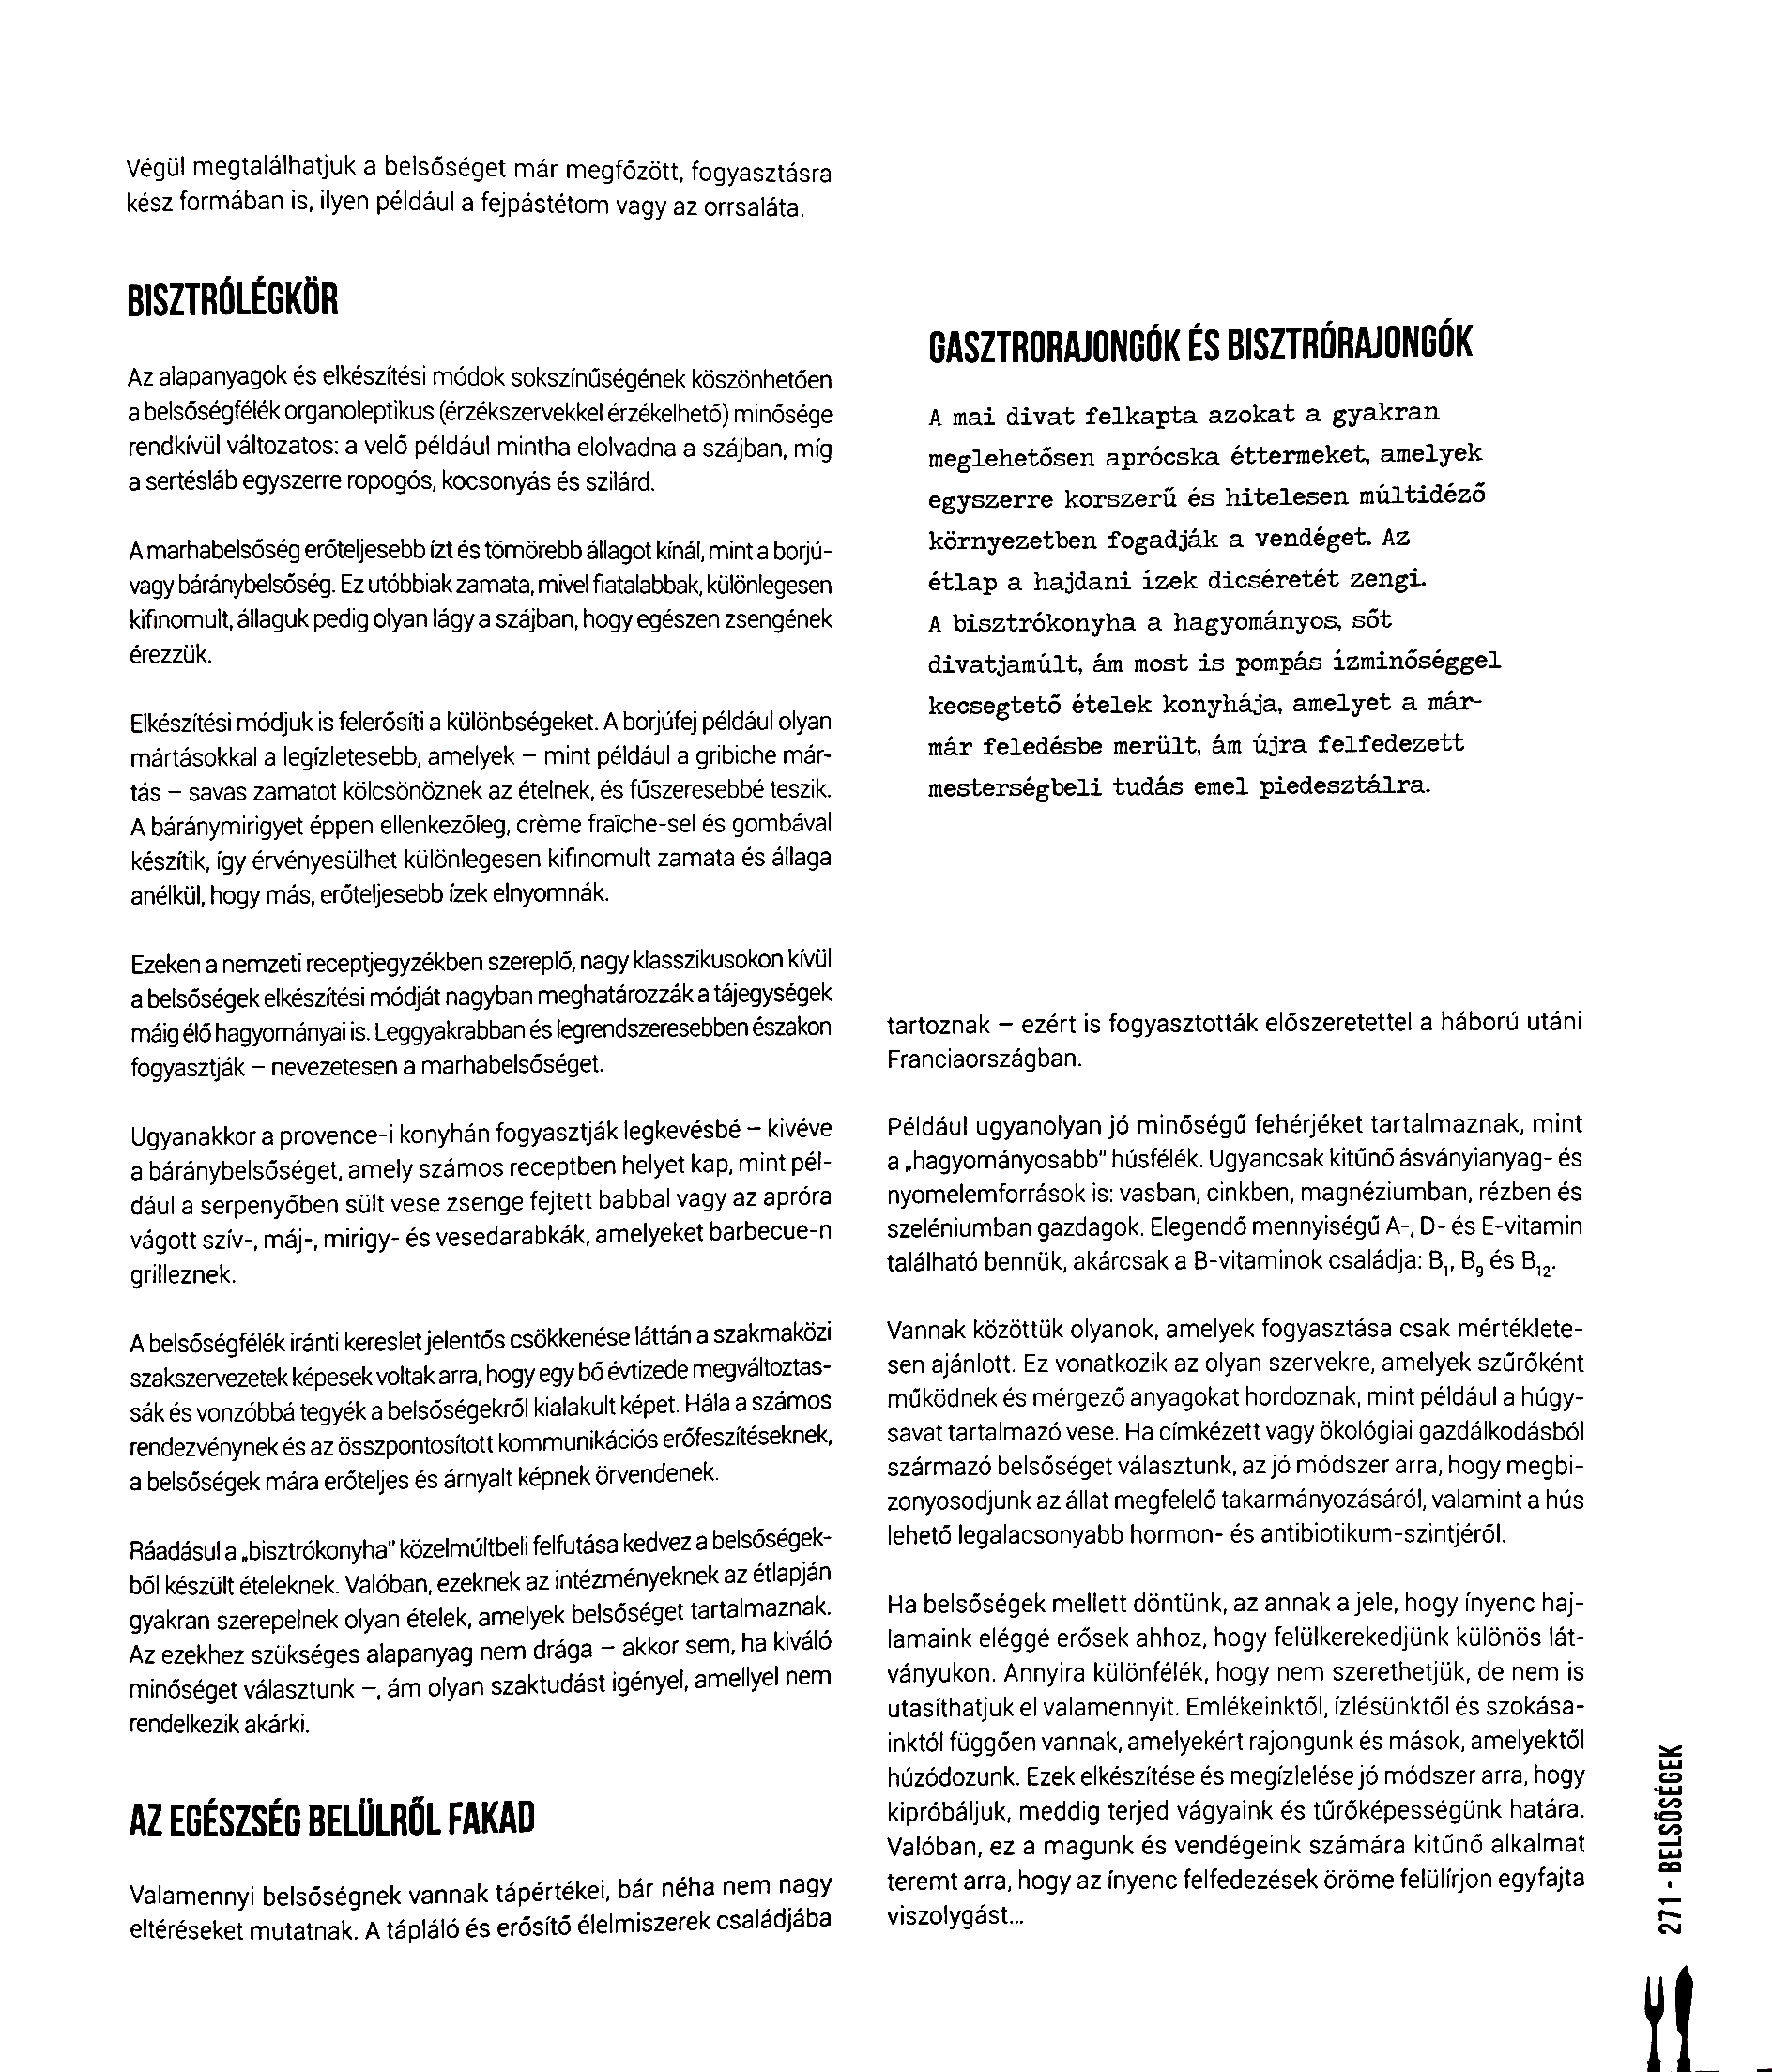 Végül megtalálhatjuk a belsőséget már megfőzött, fogyasztásra
kész formában is, ilyen például a fejpástétom vagy az orrsaláta.
BISZTRÓLÉGKÖR
Az alapanyagok és elkészítési módok sokszínűségének köszönhetően
a belsőségfélék organoleptikus (érzékszervekkel érzékelhető) minősége
rendkívül változatos: a velő például mintha elolvadna a szájban, míg
a sertésláb egyszerre ropogós, kocsonyás és szilárd.
A marhabelsőség erőteljesebb ízt és tömörebb állagot kínál, mint a borjú-
vagy báránybelsőség. Ez utóbbiak zamata, mivel fiatalabbak, különlegesen
kifinomult, állaguk pedig olyan lágy a szájban, hogy egészen zsengének
érezzük.
Elkészítési módjuk is felerősíti a különbségeket. A borjúfej például olyan
mártásokkal a legízletesebb, amelyek – mint például a gribiche már-
tás – savas zamatot kölcsönöznek az ételnek, és fűszeresebbé teszik.
A báránymirigyet éppen ellenkezőleg, crème fraîche-sel és gombával
készítik, így érvényesülhet különlegesen kifinomult zamata és állaga
anélkül, hogy más, erőteljesebb ízek elnyomnák.
Ezeken a nemzeti receptjegyzékben szereplő, nagy klasszikusokon kívül
a belsőségek elkészítési módját nagyban meghatározzák a tájegységek
máig élő hagyományai is. Leggyakrabban és legrendszeresebben északon
fogyasztják – nevezetesen a marhabelsőséget.
Ugyanakkor a provence-i konyhán fogyasztják legkevésbé – kivéve
a báránybelsőséget, amely számos receptben helyet kap, mint pél-
dául a serpenyőben sült vese zsenge fejtett babbal vagy az apróra
vágott szív-, máj-, mirigy- és vesedarabkák, amelyeket barbecue-n
grilleznek.
A belsőségfélék iránti kereslet jelentős csökkenése láttán a szakmaközi
szakszervezetek képesek voltak arra, hogy egy bő évtizede megváltoztas-
sák és vonzóbbá tegyék a belsőségekről kialakult képet. Hála a számos
rendezvénynek és az összpontosított kommunikációs erőfeszítéseknek,
a belsőségek mára erőteljes és árnyalt képnek örvendenek.
Ráadásul a „bisztrókonyha" közelmúltbeli felfutása kedvez a belsőségek-
ből készült ételeknek. Valóban, ezeknek az intézményeknek az étlapján
gyakran szerepelnek olyan ételek, amelyek belsőséget tartalmaznak.
Az ezekhez szükséges alapanyag nem drága – akkor sem, ha kiváló
minőséget választunk –, ám olyan szaktudást igényel, amellyel nem
rendelkezik akárki.
AZ EGÉSZSÉG BELÜLRŐL FAKAD
Valamennyi belsőségnek vannak tápértékei, bár néha nem nagy
eltéréseket mutatnak. A tápláló és erősítő élelmiszerek családjába
GASZTRORAJONGÓK ÉS BISZTRÓRAJONGÓK
A mai divat felkapta azokat a gyakran
meglehetősen aprócska éttermeket, amelyek
egyszerre korszerű és hitelesen múltidéző
környezetben fogadják a vendéget. Az
étlap a hajdani ízek dicséretét zengi.
A bisztrókonyha a hagyományos, sőt
divatjamúlt, ám most is pompás ízminőséggel
kecsegtető ételek konyhája, amelyet a már-
már feledésbe merült, ám újra felfedezett
mesterségbeli tudás emel piedesztálra.
tartoznak – ezért is fogyasztották előszeretettel a háború utáni
Franciaországban.
Például ugyanolyan jó minőségű fehérjéket tartalmaznak, mint
a „hagyományosabb" húsfélék. Ugyancsak kitűnő ásványianyag- és
nyomelemforrások is: vasban, cinkben, magnéziumban, rézben és
szeléniumban gazdagok. Elegendő mennyiségű A-, D- és E-vitamin
található bennük, akárcsak a B-vitaminok családja: B₁, B₉ és B₁₂.
Vannak közöttük olyanok, amelyek fogyasztása csak mértéklete-
sen ajánlott. Ez vonatkozik az olyan szervekre, amelyek szűrőként
működnek és mérgező anyagokat hordoznak, mint például a húgy-
savat tartalmazó vese. Ha címkézett vagy ökológiai gazdálkodásból
származó belsőséget választunk, az jó módszer arra, hogy megbi-
zonyosodjunk az állat megfelelő takarmányozásáról, valamint a hús
lehető legalacsonyabb hormon- és antibiotikum-szintjéről.
Ha belsőségek mellett döntünk, az annak a jele, hogy ínyenc haj-
lamaink eléggé erősek ahhoz, hogy felülkerekedjünk különös lát-
ványukon. Annyira különfélék, hogy nem szerethetjük, de nem is
utasíthatjuk el valamennyit. Emlékeinktől, ízlésünktől és szokása-
inktól függően vannak, amelyekért rajongunk és mások, amelyektől
húzódozunk. Ezek elkészítése és megízlelése jó módszer arra, hogy
kipróbáljuk, meddig terjed vágyaink és tűrőképességünk határa.
Valóban, ez a magunk és vendégeink számára kitűnő alkalmat
teremt arra, hogy az ínyenc felfedezések öröme felülírjon egyfajta
viszolygást...
271 - BELSŐSÉGEK